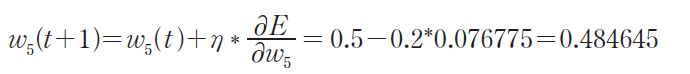 w₅(t+1)=w₅(t)+η * ∂E/∂w₅ = 0.5−0.2*0.076775=0.484645